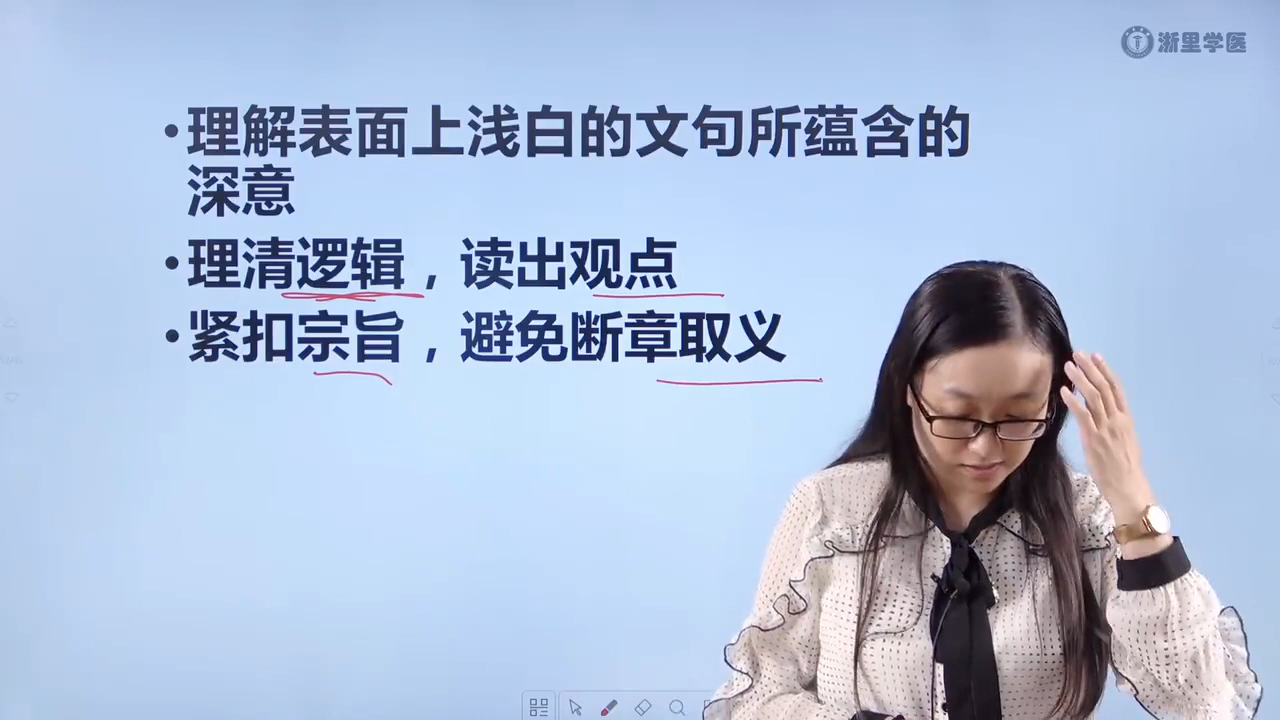 浙里学医
•理解表面上浅白的文句所蕴含的
深意
•理清逻辑，读出观点
•紧扣宗旨，避免断章取义